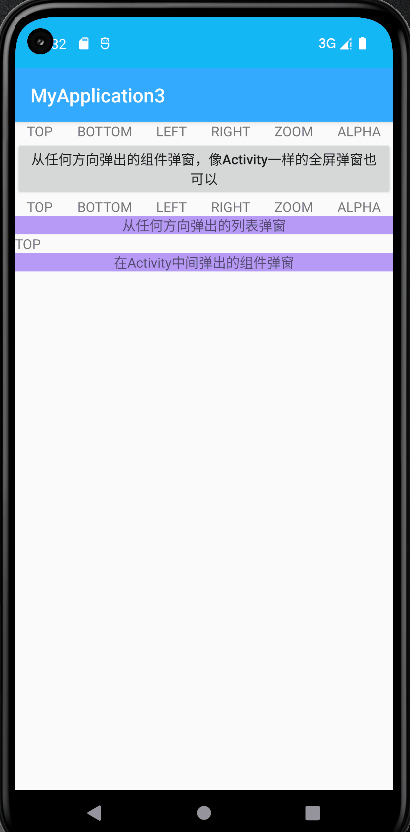 32
3G
MyApplication3
TOP BOTTOM LEFT RIGHT ZOOM ALPHA
从任何方向弹出的组件弹窗，像Activity一样的全屏弹窗也
可以
TOP BOTTOM LEFT RIGHT ZOOM ALPHA
从任何方向弹出的列表弹窗
TOP
在Activity中间弹出的组件弹窗